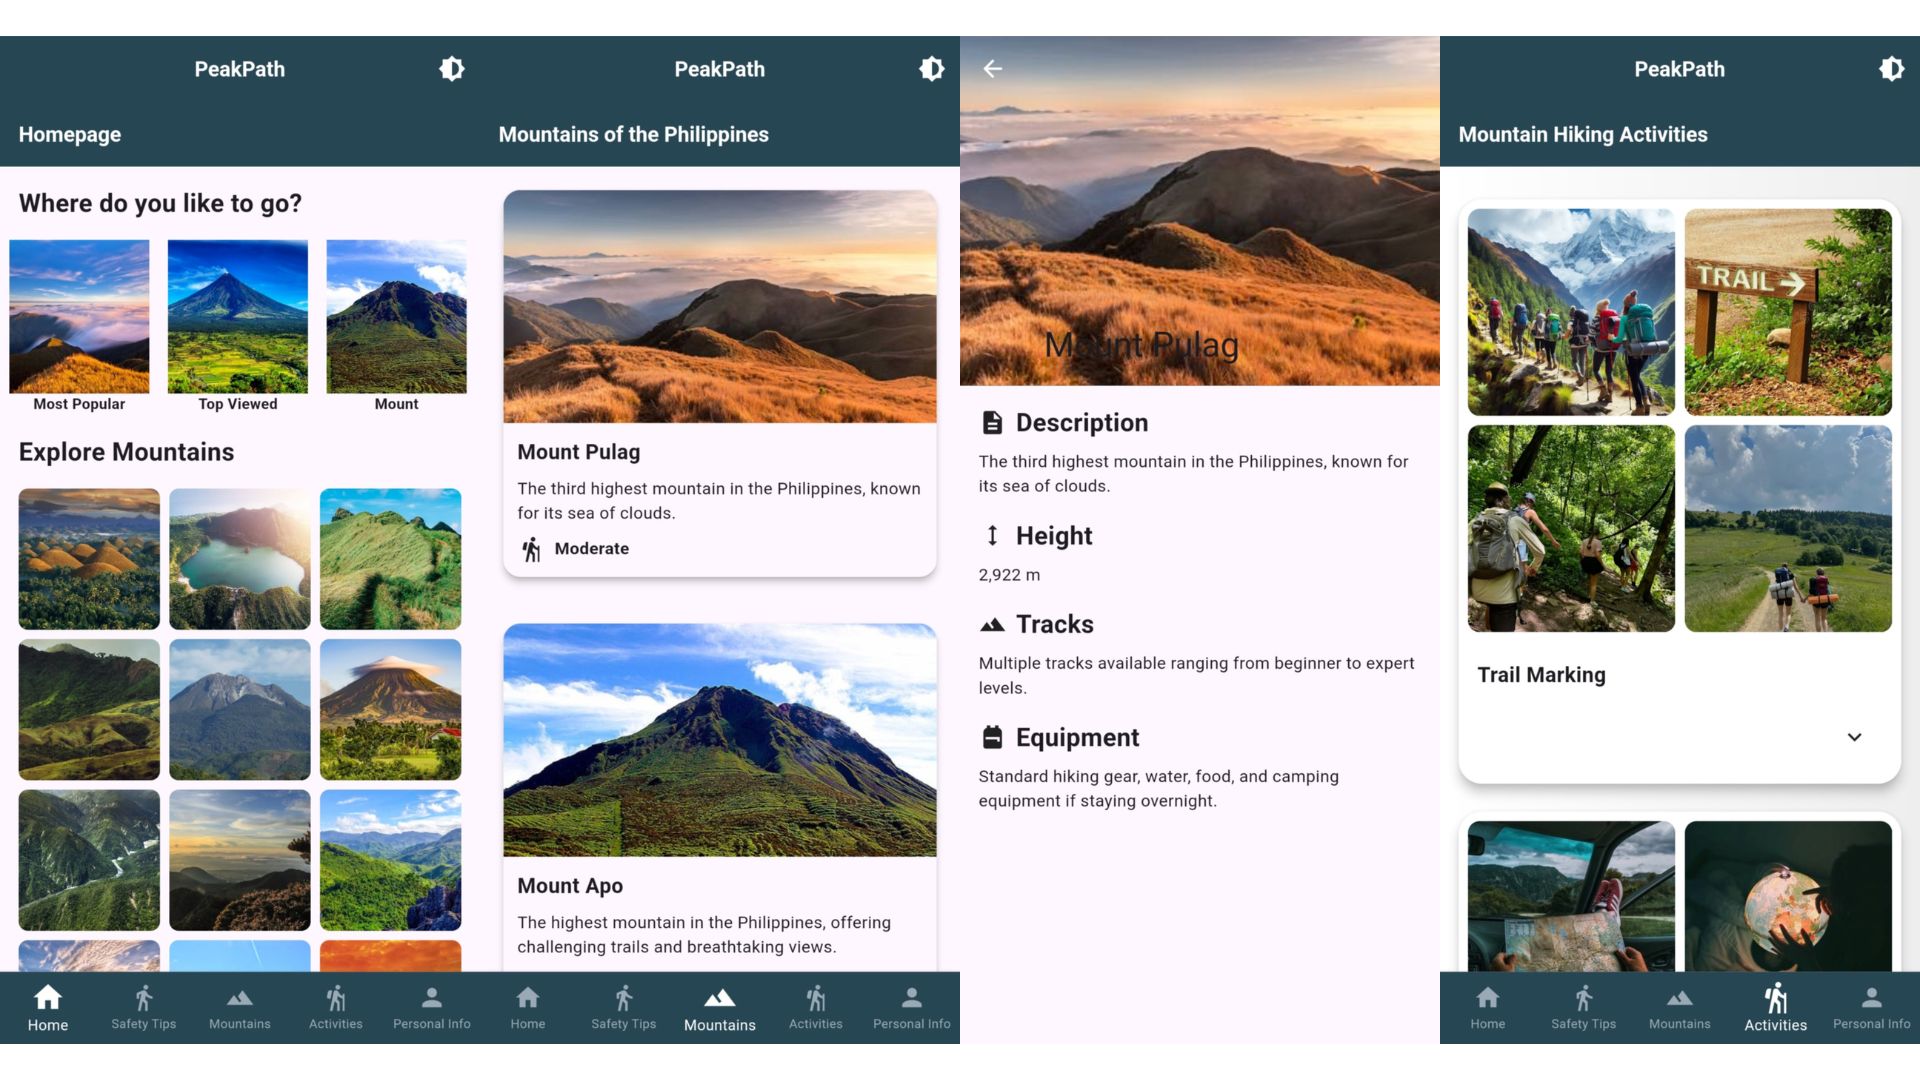 PeakPath
Homepage
Where do you like to go?
Most Popular
Top Viewed
Mount
Explore Mountains
Home
Safety Tips
Mountains
Activities
Personal Info
PeakPath
Mountains of the Philippines
Mount Pulag
The third highest mountain in the Philippines, known
for its sea of clouds.
Moderate
Mount Apo
The highest mountain in the Philippines, offering
challenging trails and breathtaking views.
Home
Safety Tips
Mountains
Activities
Personal Info
Mount Pulag
Description
The third highest mountain in the Philippines, known for
its sea of clouds.
Height
2,922 m
Tracks
Multiple tracks available ranging from beginner to expert
levels.
Equipment
Standard hiking gear, water, food, and camping
equipment if staying overnight.
PeakPath
Mountain Hiking Activities
TRAIL
Trail Marking
Home
Safety Tips
Mountains
Activities
Personal Info